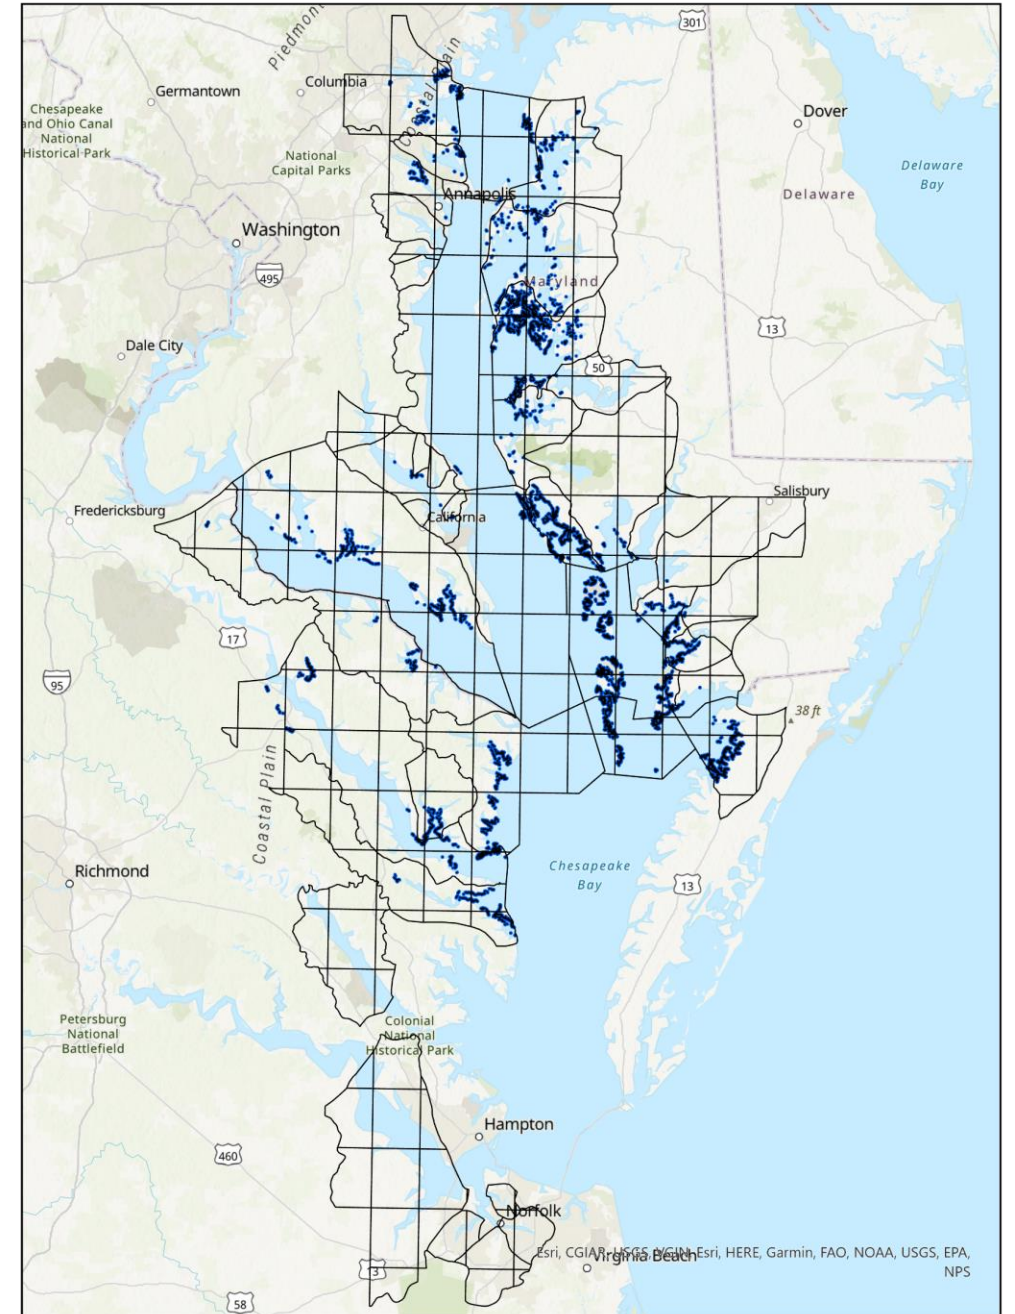 301
Piedmont
Columbia
Germantown
Coastal Plain
Chesapeake
and Ohio Canal
National
Historical Park
Dover
National
Capital Parks
Delaware
Bay
Delaware
Annapolis
Washington
495
Maryland
13
Dale City
50
Salisbury
Fredericksburg
California
17
95
38 ft
Coastal Plain
Richmond
Chesapeake
Bay
13
Petersburg
National
Battlefield
Colonial
National
Historical Park
Hampton
460
Norfolk
Virginia Beach
Esri, CGIAR, USGS, VGIN, Esri, HERE, Garmin, FAO, NOAA, USGS, EPA,
NPS
13
58